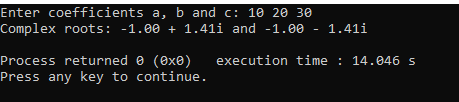 Enter coefficients a, b and c: 10 20 30
Complex roots: -1.00 + 1.41i and -1.00 - 1.41i
Process returned 0 (0x0)   execution time : 14.046 s
Press any key to continue.